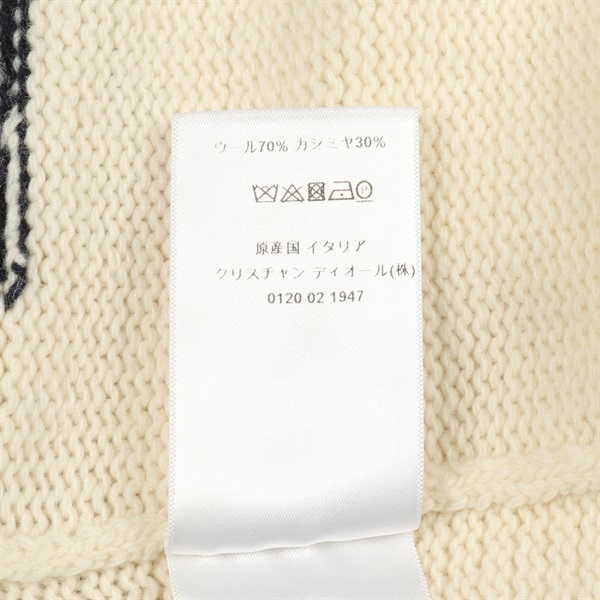 ウール70% カシミヤ30%
原産国 イタリア
クリスチャン ディオール(株)
0120 02 1947